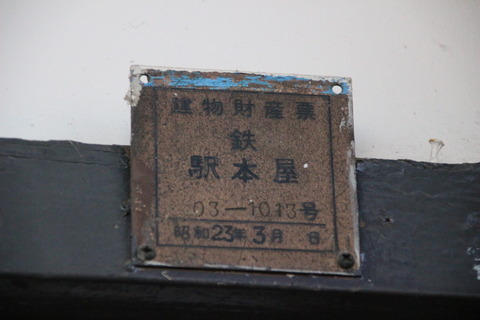 建物財産票
鉄
駅本屋
03-1013号
昭和23年3月 日